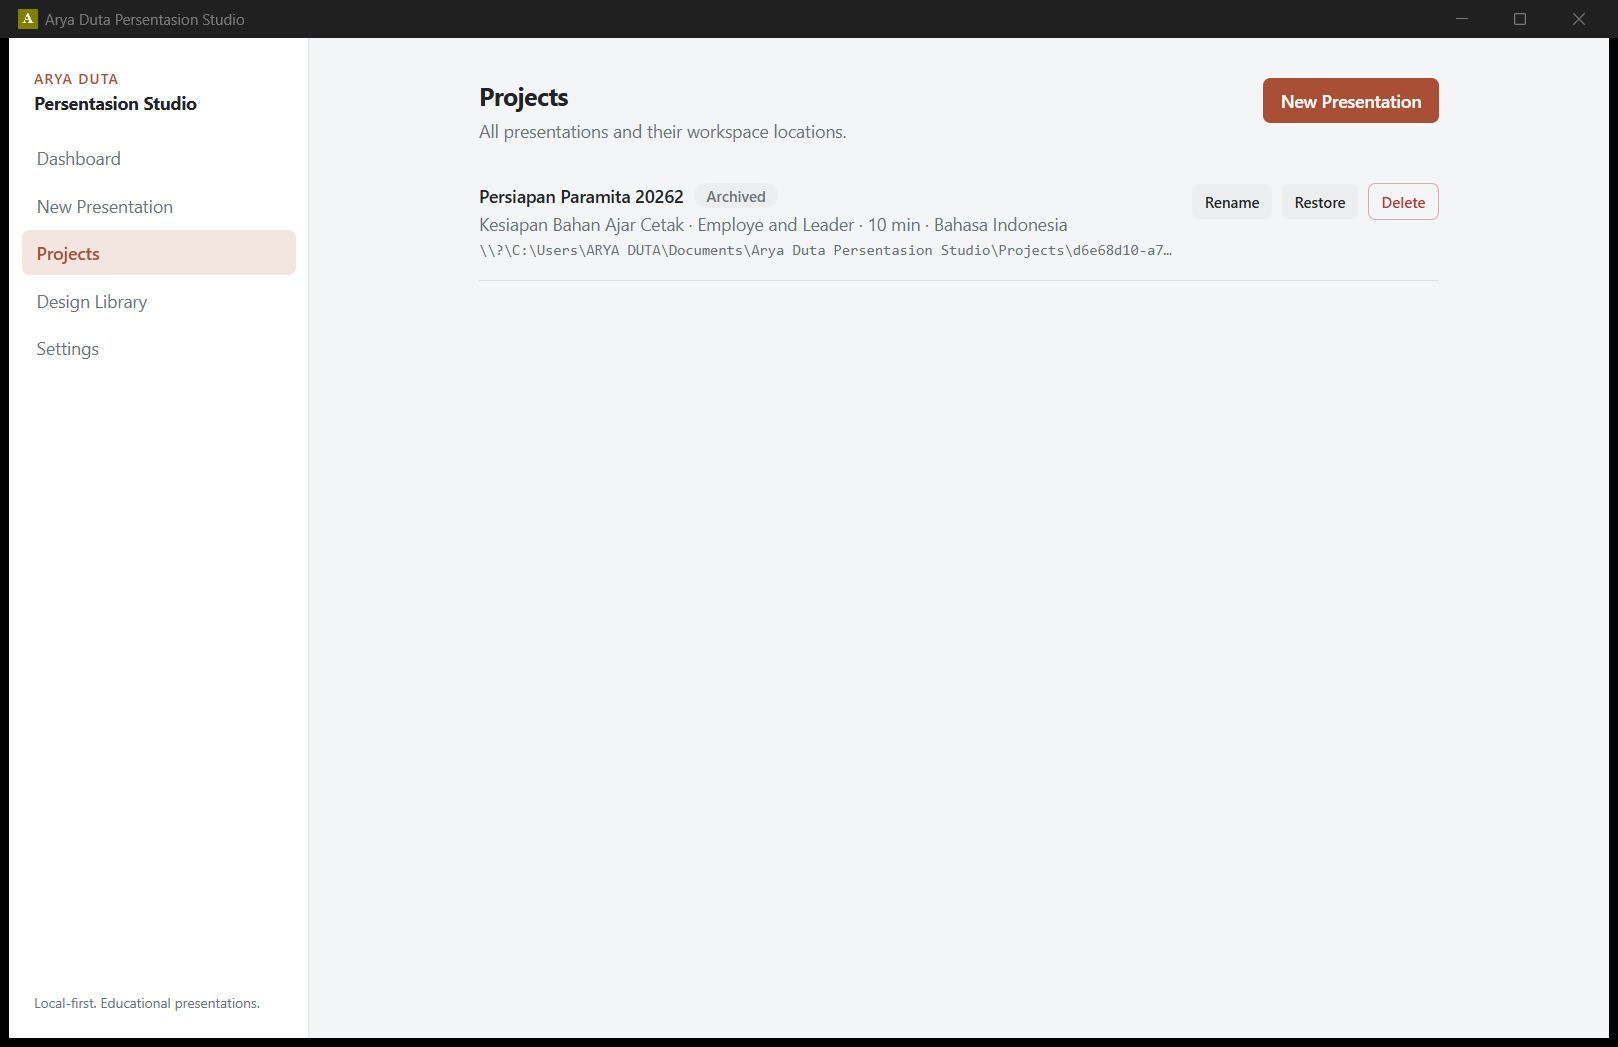 A Arya Duta Persentasion Studio
ARYA DUTA
Persentasion Studio
Dashboard
New Presentation
Projects
Design Library
Settings
Local-first. Educational presentations.
Projects
All presentations and their workspace locations.
New Presentation
Persiapan Paramita 20262 Archived
Kesiapan Bahan Ajar Cetak · Employe and Leader · 10 min · Bahasa Indonesia
\\?\C:\Users\ARYA DUTA\Documents\Arya Duta Persentasion Studio\Projects\d6e68d10-a7…
Rename Restore Delete